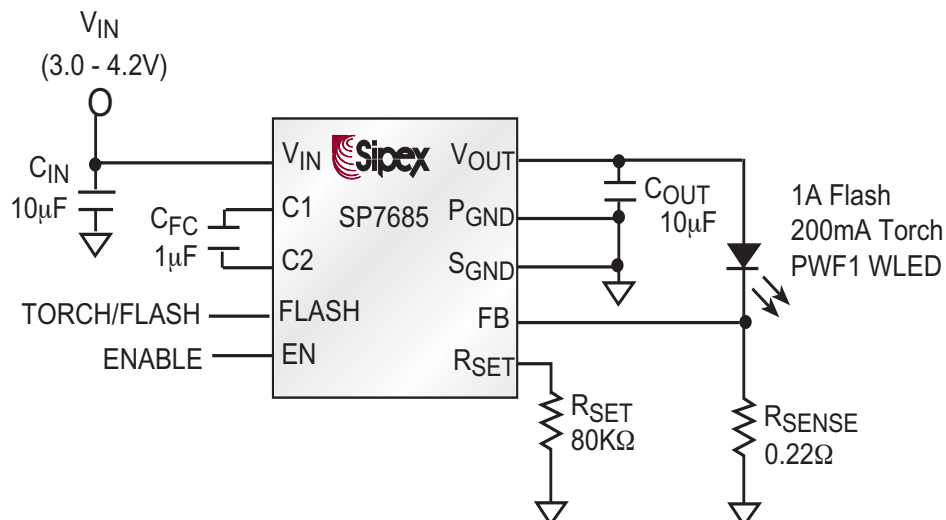 VIN
(3.0 - 4.2V)
CIN
10μF
CFC
1μF
TORCH/FLASH
ENABLE
VIN
C1
C2
FLASH
EN
Sipex
SP7685
VOUT
PGND
SGND
FB
RSET
COUT
10μF
1A Flash
200mA Torch
PWF1 WLED
RSET
80KΩ
RSENSE
0.22Ω